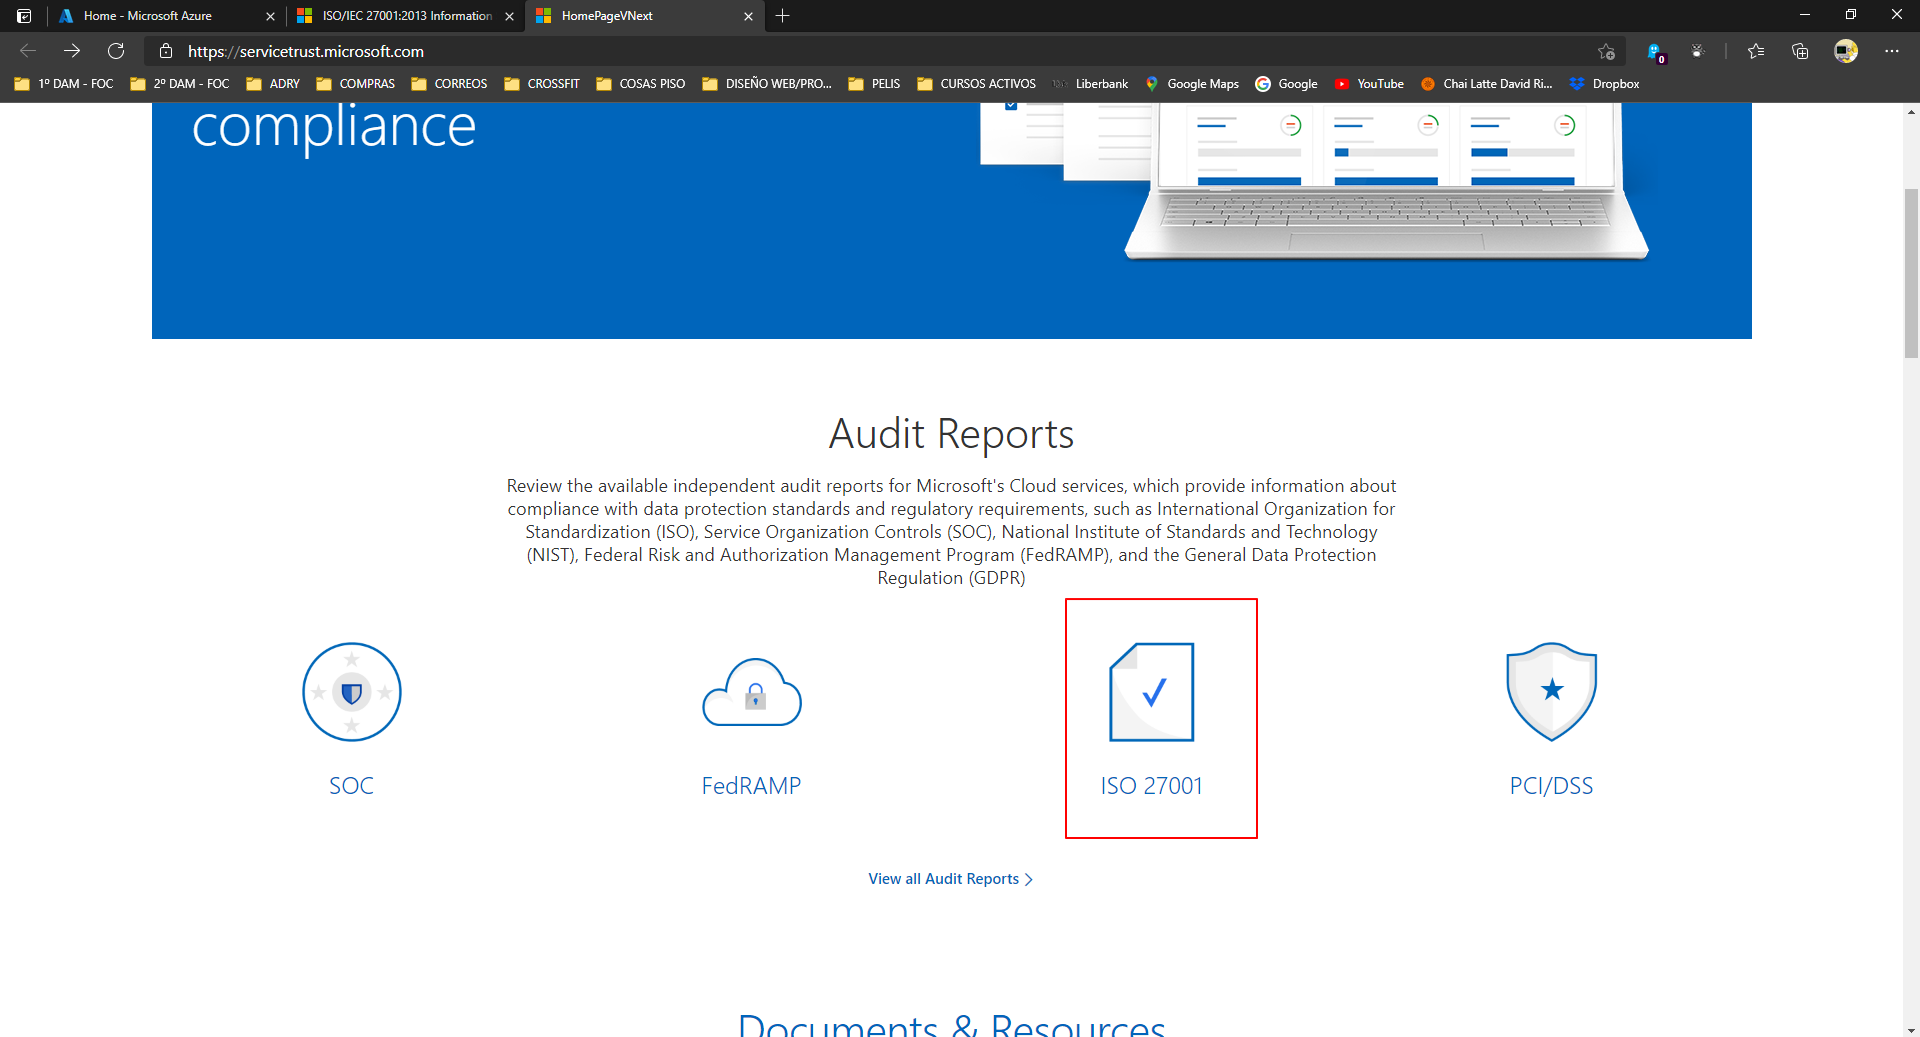 Home - Microsoft Azure
ISO/IEC 27001:2013 Information
HomePageVNext
https://servicetrust.microsoft.com
0
1º DAM - FOC
2º DAM - FOC
ADRY
COMPRAS
CORREOS
CROSSFIT
COSAS PISO
DISEÑO WEB/PRO...
PELIS
CURSOS ACTIVOS
Liberbank
Google Maps
Google
YouTube
Chai Latte David Ri...
Dropbox
compliance
Audit Reports
Review the available independent audit reports for Microsoft's Cloud services, which provide information about
compliance with data protection standards and regulatory requirements, such as International Organization for
Standardization (ISO), Service Organization Controls (SOC), National Institute of Standards and Technology
(NIST), Federal Risk and Authorization Management Program (FedRAMP), and the General Data Protection
Regulation (GDPR)
SOC
FedRAMP
ISO 27001
PCI/DSS
View all Audit Reports
Documents & Resources